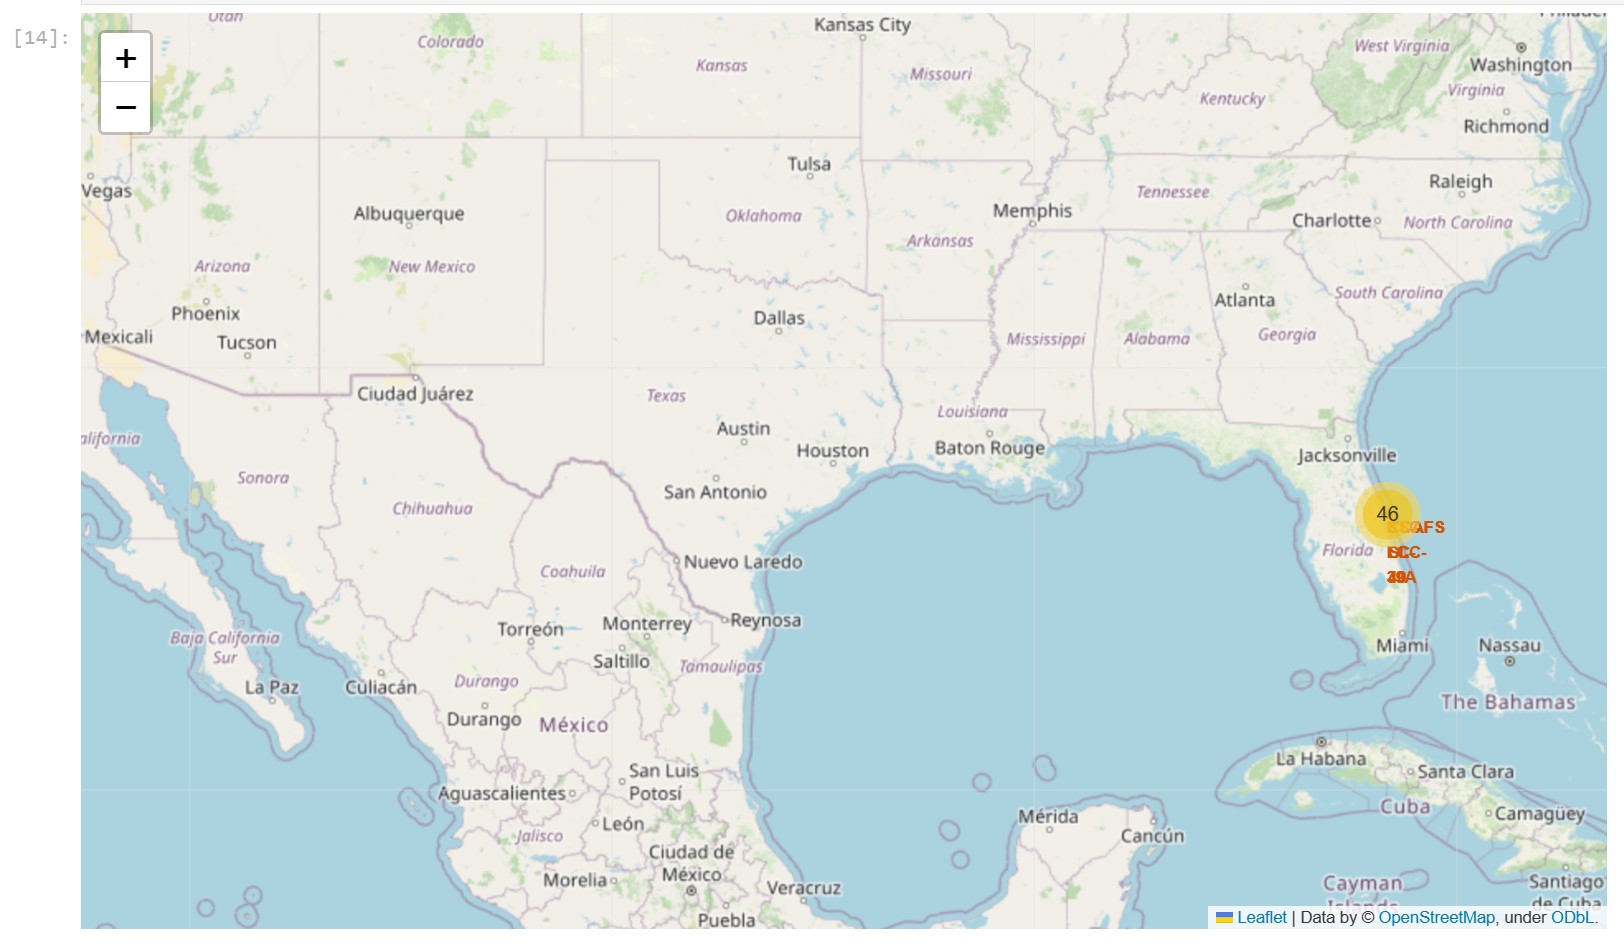 [14]:
+
−
Utah
Colorado
Kansas
Kansas City
Missouri
West Virginia
Washington
Kentucky
Virginia
Richmond
Vegas
Albuquerque
Tulsa
Tennessee
Raleigh
Oklahoma
Memphis
Charlotte
North Carolina
Arkansas
Arizona
New Mexico
Phoenix
Atlanta
South Carolina
Mexicali
Tucson
Dallas
Mississippi
Alabama
Georgia
Ciudad Juárez
Texas
Louisiana
Austin
Baton Rouge
Houston
Jacksonville
alifornia
Sonora
San Antonio
Chihuahua
46
Florida
Nuevo Laredo
Coahuila
Reynosa
Torreón
Monterrey
Baja California
Sur
Saltillo
Tamaulipas
Miami
Nassau
La Paz
Culiacán
Durango
Durango
México
The Bahamas
La Habana
San Luis
Potosí
Santa Clara
Aguascalientes
Cuba
Camagüey
León
Jalisco
Mérida
Cancún
Ciudad de
México
Morelia
Veracruz
Cayman
Islands
Santiago
de Cuba
Puebla
Leaflet | Data by © OpenStreetMap, under ODbL.